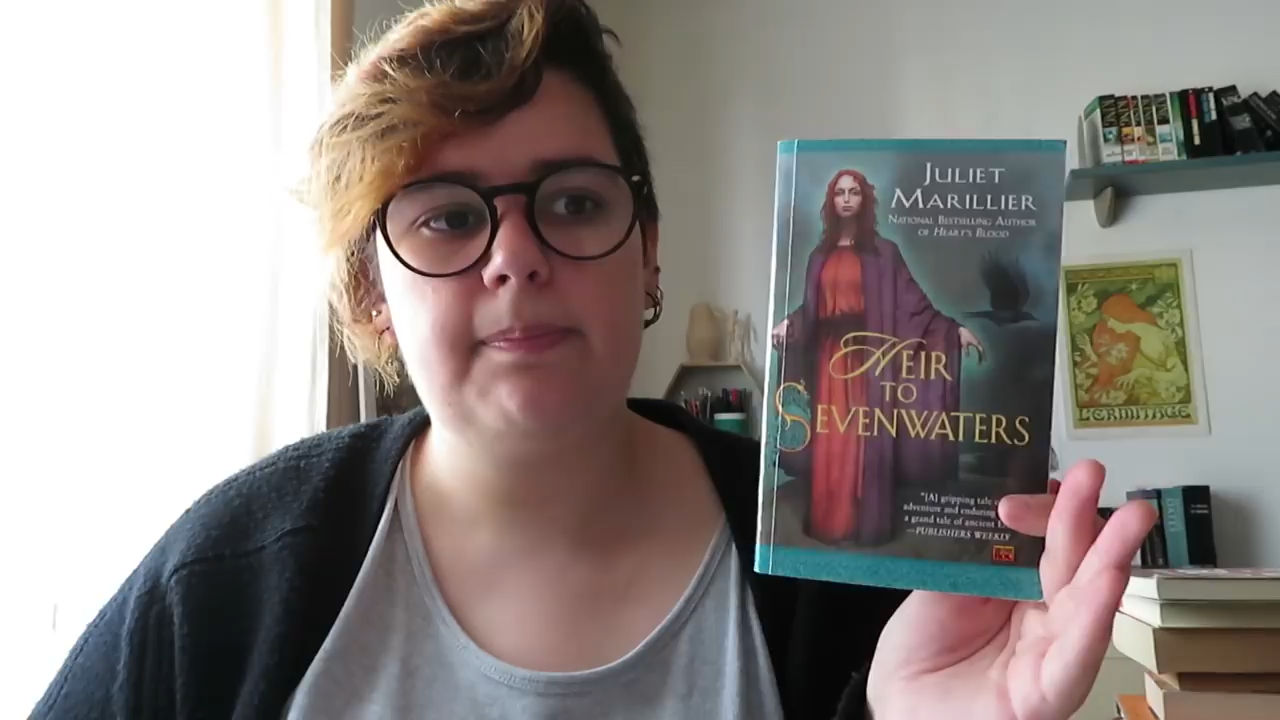 JULIET
MARILLIER
NATIONAL BESTSELLING AUTHOR
OF HEART'S BLOOD
HEIR
TO
SEVENWATERS
"[A] gripping tale
adventure and enduring
a grand tale of ancient
—PUBLISHERS WEEKLY
L'ERMITAGE